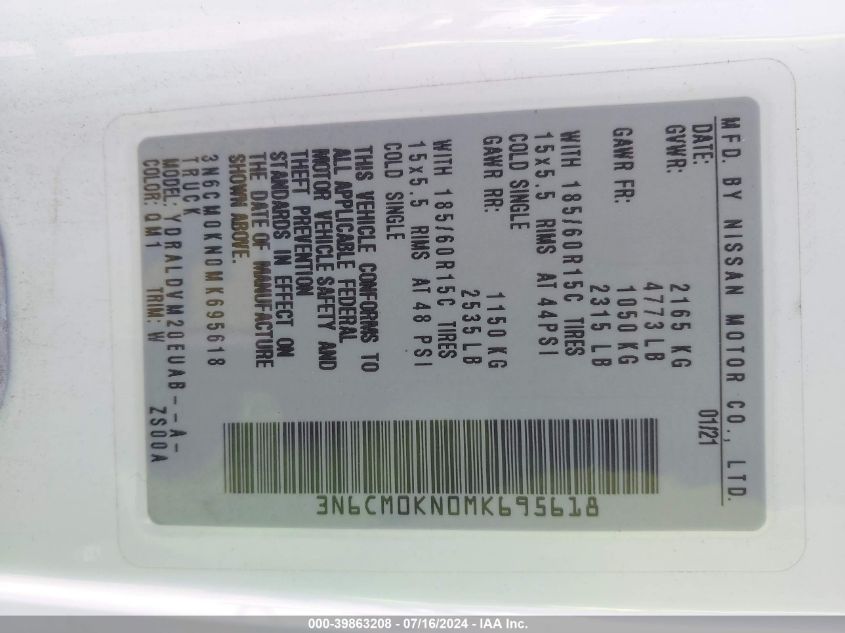 MFD. BY NISSAN MOTOR CO., LTD.
DATE: 01/21
GVWR: 2165 KG
4773 LB
GAWR FR: 1050 KG
2315 LB
WITH 185/60R15C TIRES
15x5.5 RIMS AT 44PSI
COLD SINGLE
GAWR RR: 1150 KG
2535 LB
WITH 185/60R15C TIRES
15x5.5 RIMS AT 48 PSI
COLD SINGLE
THIS VEHICLE CONFORMS TO
ALL APPLICABLE FEDERAL
MOTOR VEHICLE SAFETY AND
THEFT PREVENTION
STANDARDS IN EFFECT ON
THE DATE OF MANUFACTURE
SHOWN ABOVE.
3N6CM0KN0MK695618
TRUCK
MODEL: YDRALDVM20EUAB--A-
COLOR: QM1 TRIM: W ZS00A
3N6CM0KN0MK695618
000-39863208 - 07/16/2024 - IAA Inc.